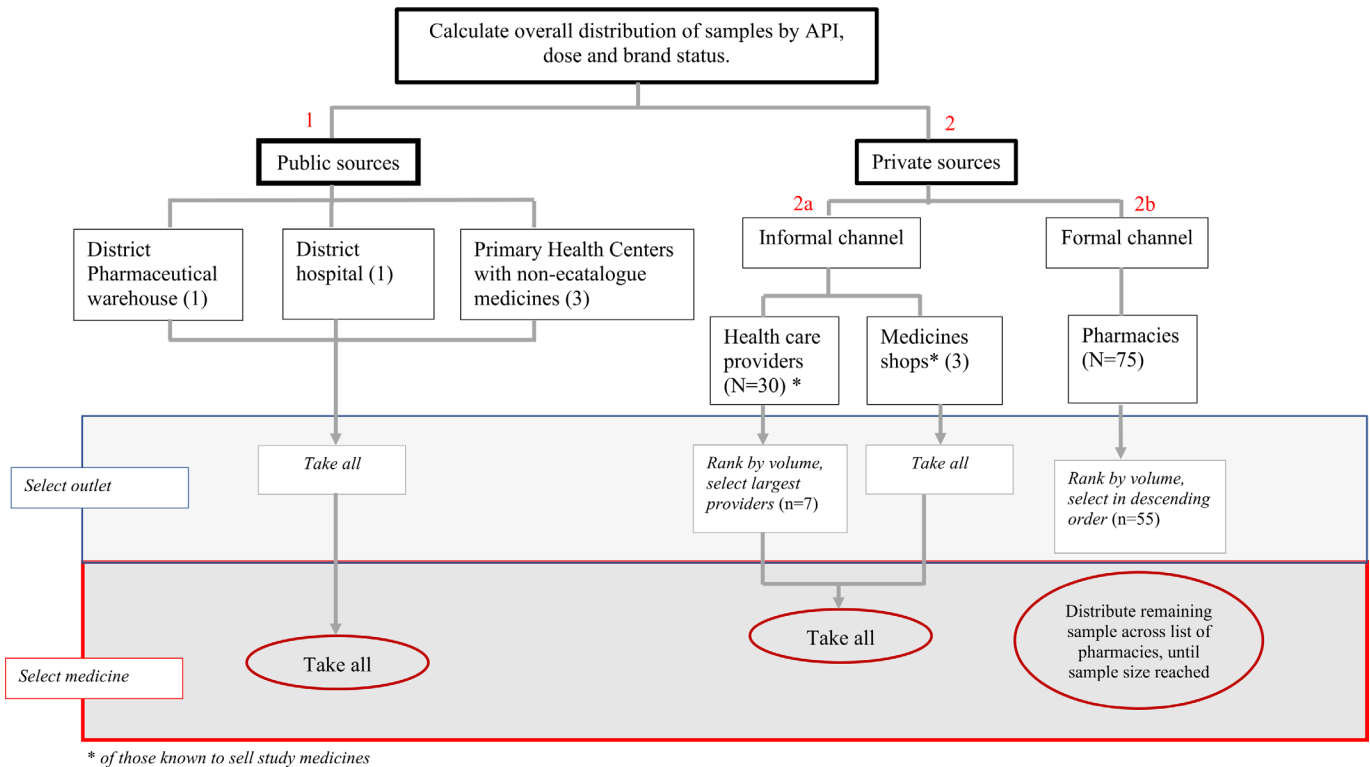 Calculate overall distribution of samples by API,
dose and brand status.
1
2
Public sources
Private sources
2a
2b
District
Pharmaceutical
warehouse (1)
District
hospital (1)
Primary Health Centers
with non-ecatalogue
medicines (3)
Informal channel
Formal channel
Health care
providers
(N=30) *
Medicines
shops* (3)
Pharmacies
(N=75)
Select outlet
Take all
Rank by volume,
select largest
providers (n=7)
Take all
Rank by volume,
select in descending
order (n=55)
Select medicine
Take all
Take all
Distribute remaining
sample across list of
pharmacies, until
sample size reached
* of those known to sell study medicines